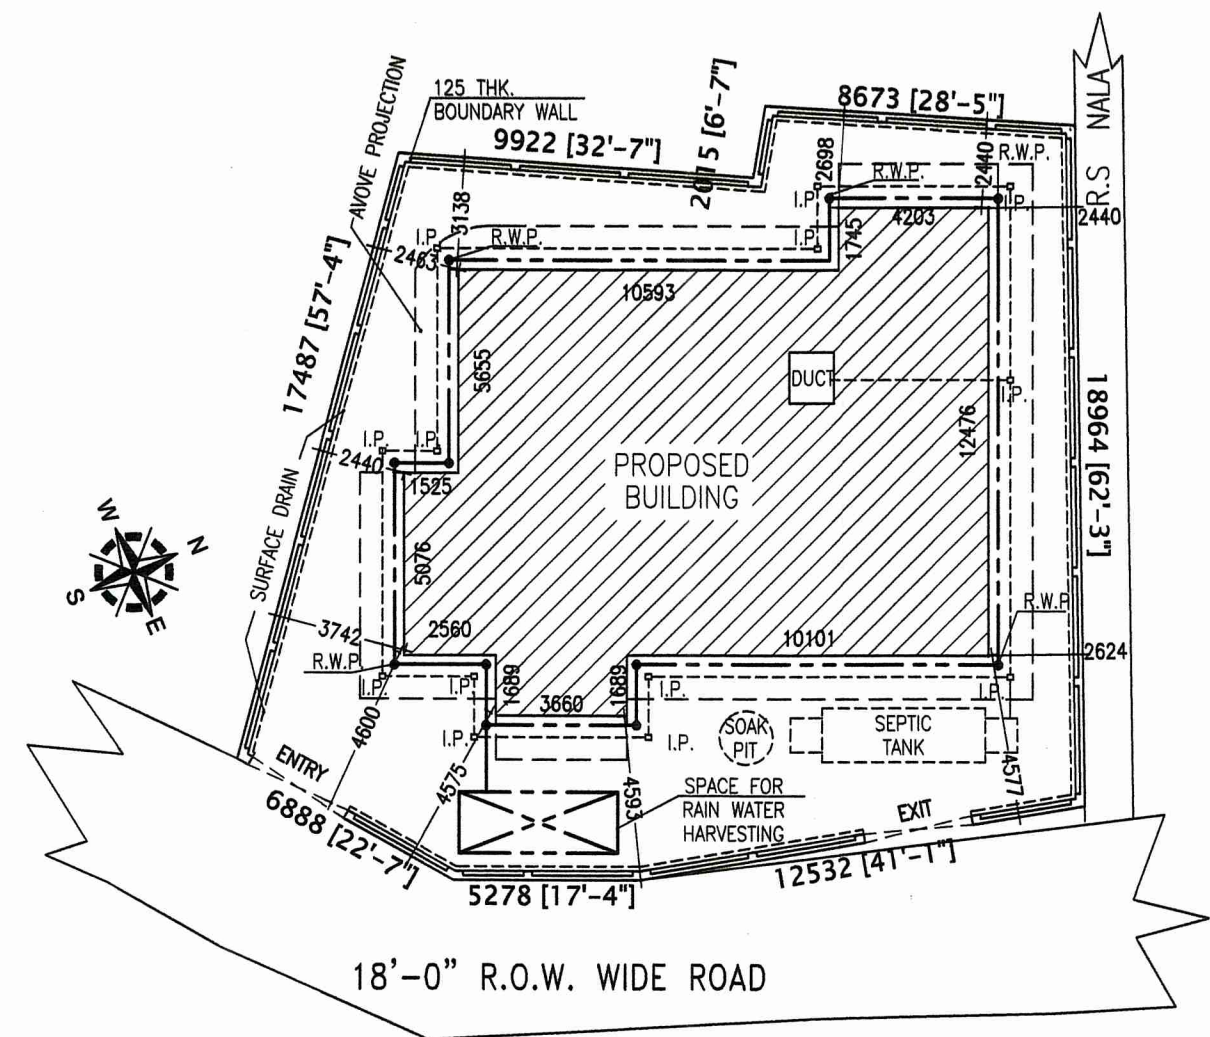 125 THK.
BOUNDARY WALL
AVOVE PROJECTION
9922 [32'-7"]
2015 [6'-7"]
8673 [28'-5"]
R.S NALA
3138
2698
2440
R.W.P.
R.W.P.
I.P.
I.P.
4203
2440
I.P.
R.W.P.
I.P.
1745
2463
10593
17487 [57'-4"]
5655
DUCT
I.P.
18964 [62'-3"]
12476
I.P.
I.P.
2440
1525
PROPOSED
BUILDING
SURFACE DRAIN
W
N
S
E
5076
R.W.P
3742
2560
10101
2624
R.W.P.
I.P.
I.P.
1689
3660
1689
I.P.
I.P.
4600
I.P.
I.P.
SOAK
PIT
SEPTIC
TANK
ENTRY
4575
4593
4577
SPACE FOR
RAIN WATER
HARVESTING
EXIT
6888 [22'-7"]
5278 [17'-4"]
12532 [41'-1"]
18'-0" R.O.W. WIDE ROAD